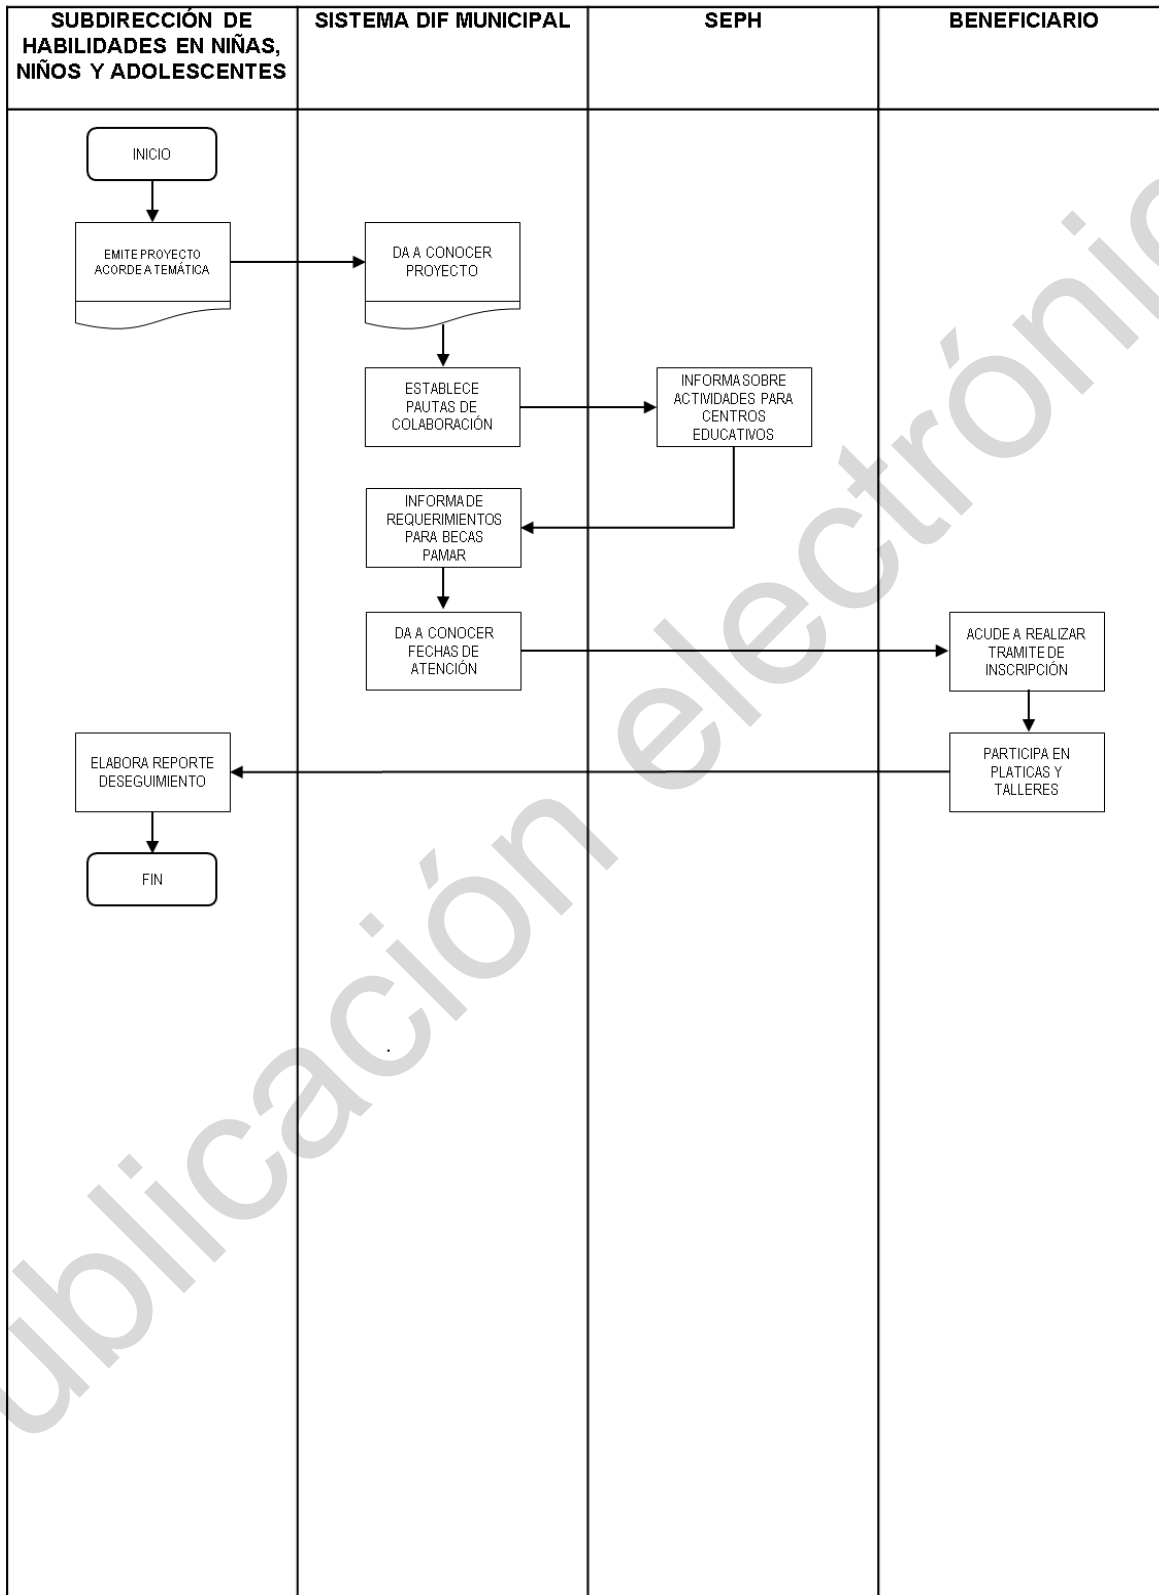 SUBDIRECCIÓN DE
HABILIDADES EN NIÑAS,
NIÑOS Y ADOLESCENTES
SISTEMA DIF MUNICIPAL
SEPH
BENEFICIARIO
INICIO
EMITE PROYECTO
ACORDE A TEMÁTICA
DA A CONOCER
PROYECTO
ESTABLECE
PAUTAS DE
COLABORACIÓN
INFORMA SOBRE
ACTIVIDADES PARA
CENTROS
EDUCATIVOS
INFORMA DE
REQUERIMIENTOS
PARA BECAS
PAMAR
DA A CONOCER
FECHAS DE
ATENCIÓN
ACUDE A REALIZAR
TRAMITE DE
INSCRIPCIÓN
PARTICIPA EN
PLATICAS Y
TALLERES
ELABORA REPORTE
DESEGUIMIENTO
FIN
.
ublicación electrónic